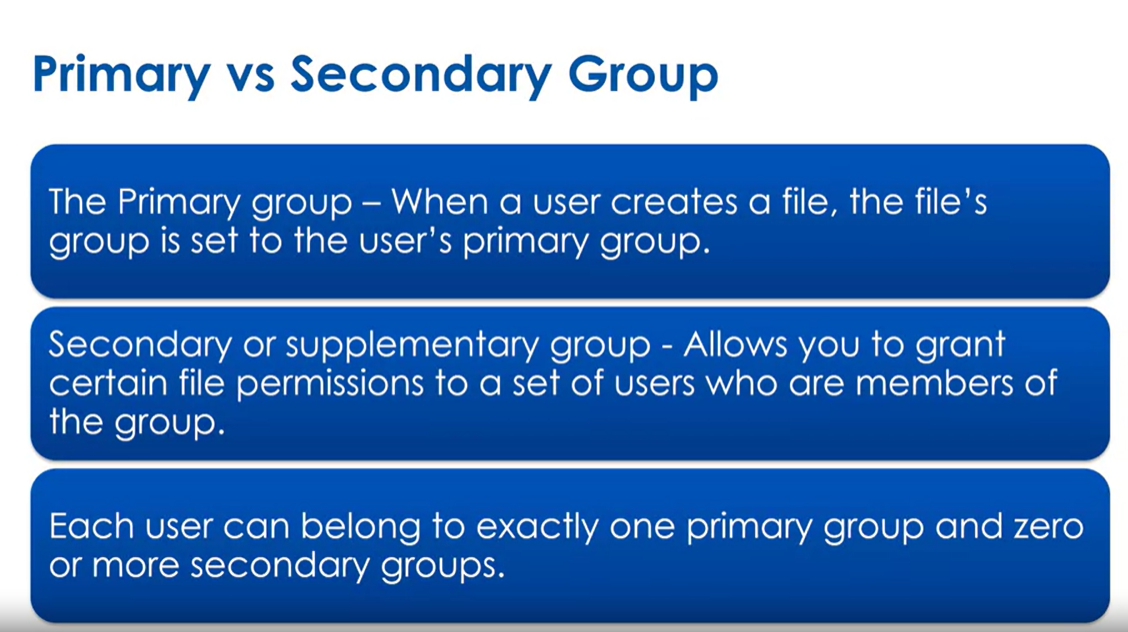 Primary vs Secondary Group
The Primary group – When a user creates a file, the file’s
group is set to the user’s primary group.
Secondary or supplementary group - Allows you to grant
certain file permissions to a set of users who are members of
the group.
Each user can belong to exactly one primary group and zero
or more secondary groups.